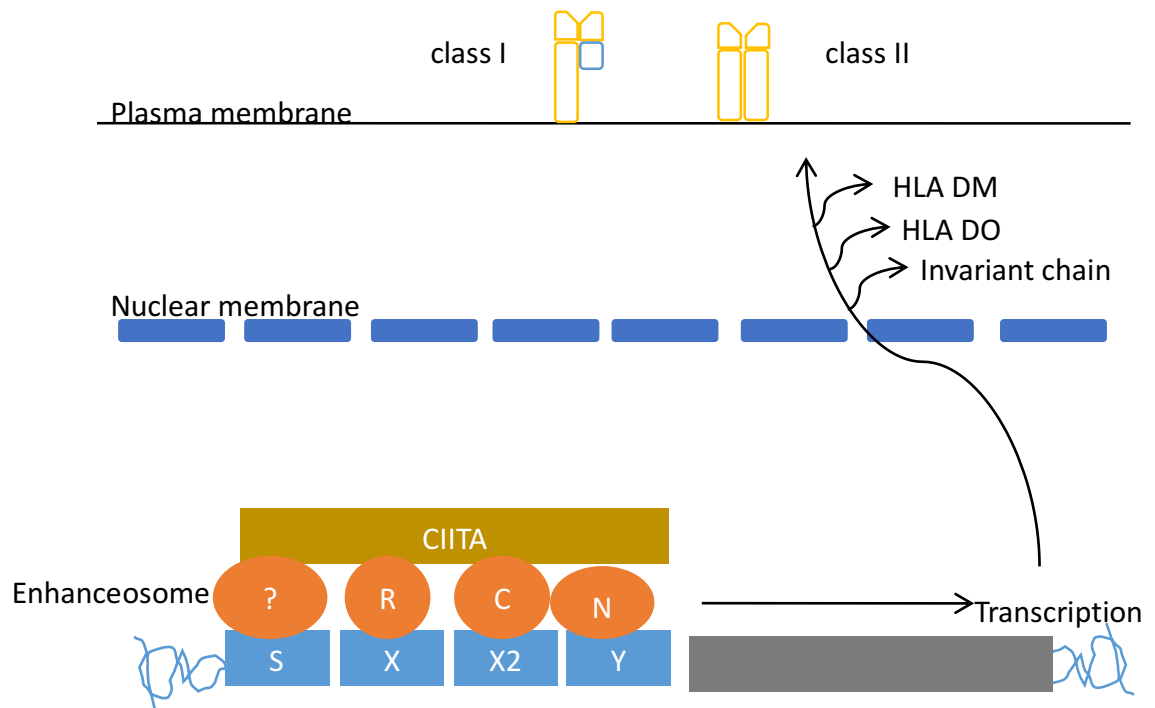 class I
class II
Plasma membrane
HLA DM
HLA DO
Invariant chain
Nuclear membrane
CIITA
Enhanceosome
?
R
C
N
Transcription
S
X
X2
Y